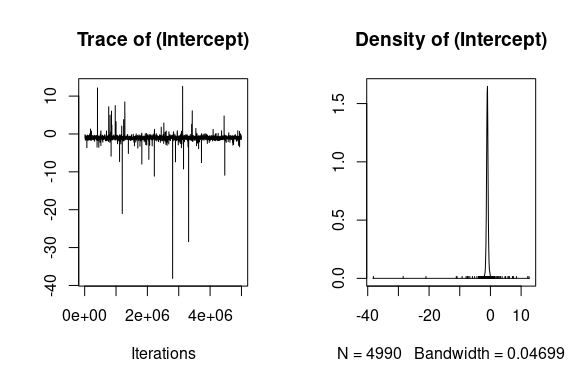 Trace of (Intercept)
10
0
-10
-20
-30
-40
0e+00
2e+06
4e+06
Iterations
Density of (Intercept)
1.5
1.0
0.5
0.0
-40
-20
0
10
N = 4990 Bandwidth = 0.04699